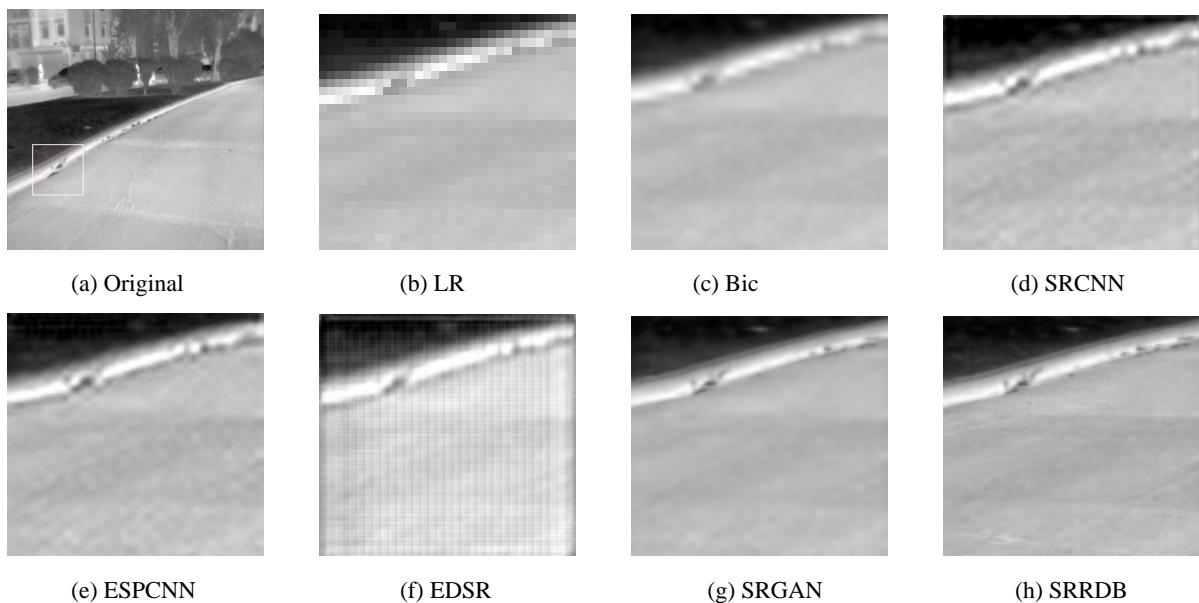 (a) Original (b) LR (c) Bic (d) SRCNN
(e) ESPCNN (f) EDSR (g) SRGAN (h) SRRDB